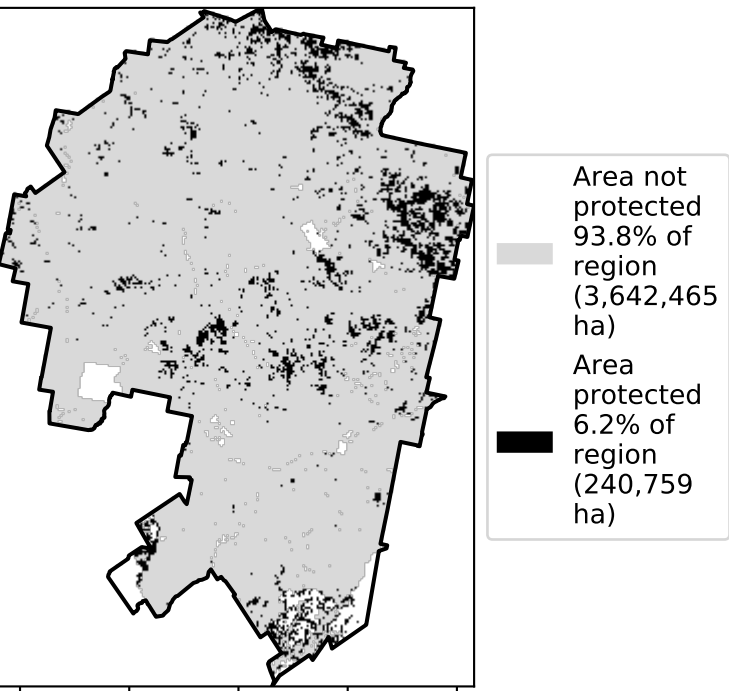 Area not
protected
93.8% of
region
(3,642,465
ha)
Area
protected
6.2% of
region
(240,759
ha)